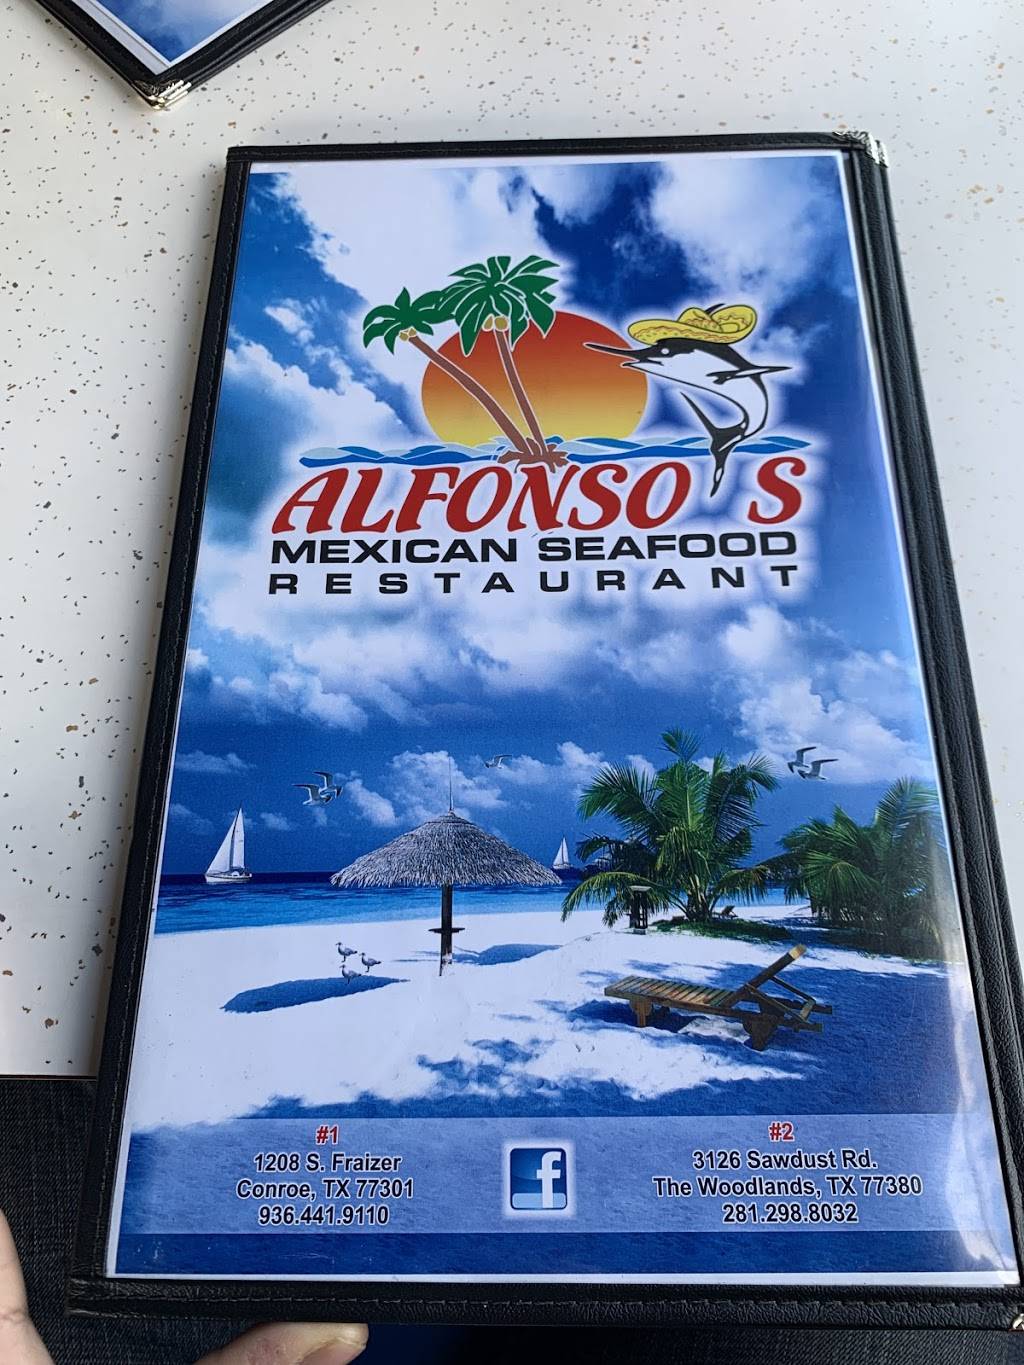 ALFONSO'S
MEXICAN SEAFOOD
RESTAURANT
#1
1208 S. Fraizer
Conroe, TX 77301
936.441.9110
f
#2
3126 Sawdust Rd.
The Woodlands, TX 77380
281.298.8032